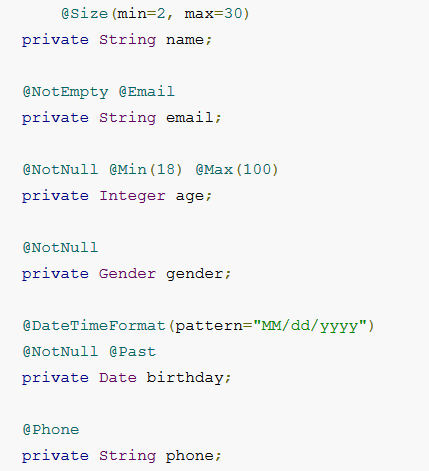 @Size(min=2, max=30)
private String name;
@NotEmpty @Email
private String email;
@NotNull @Min(18) @Max(100)
private Integer age;
@NotNull
private Gender gender;
@DateTimeFormat(pattern="MM/dd/yyyy")
@NotNull @Past
private Date birthday;
@Phone
private String phone;